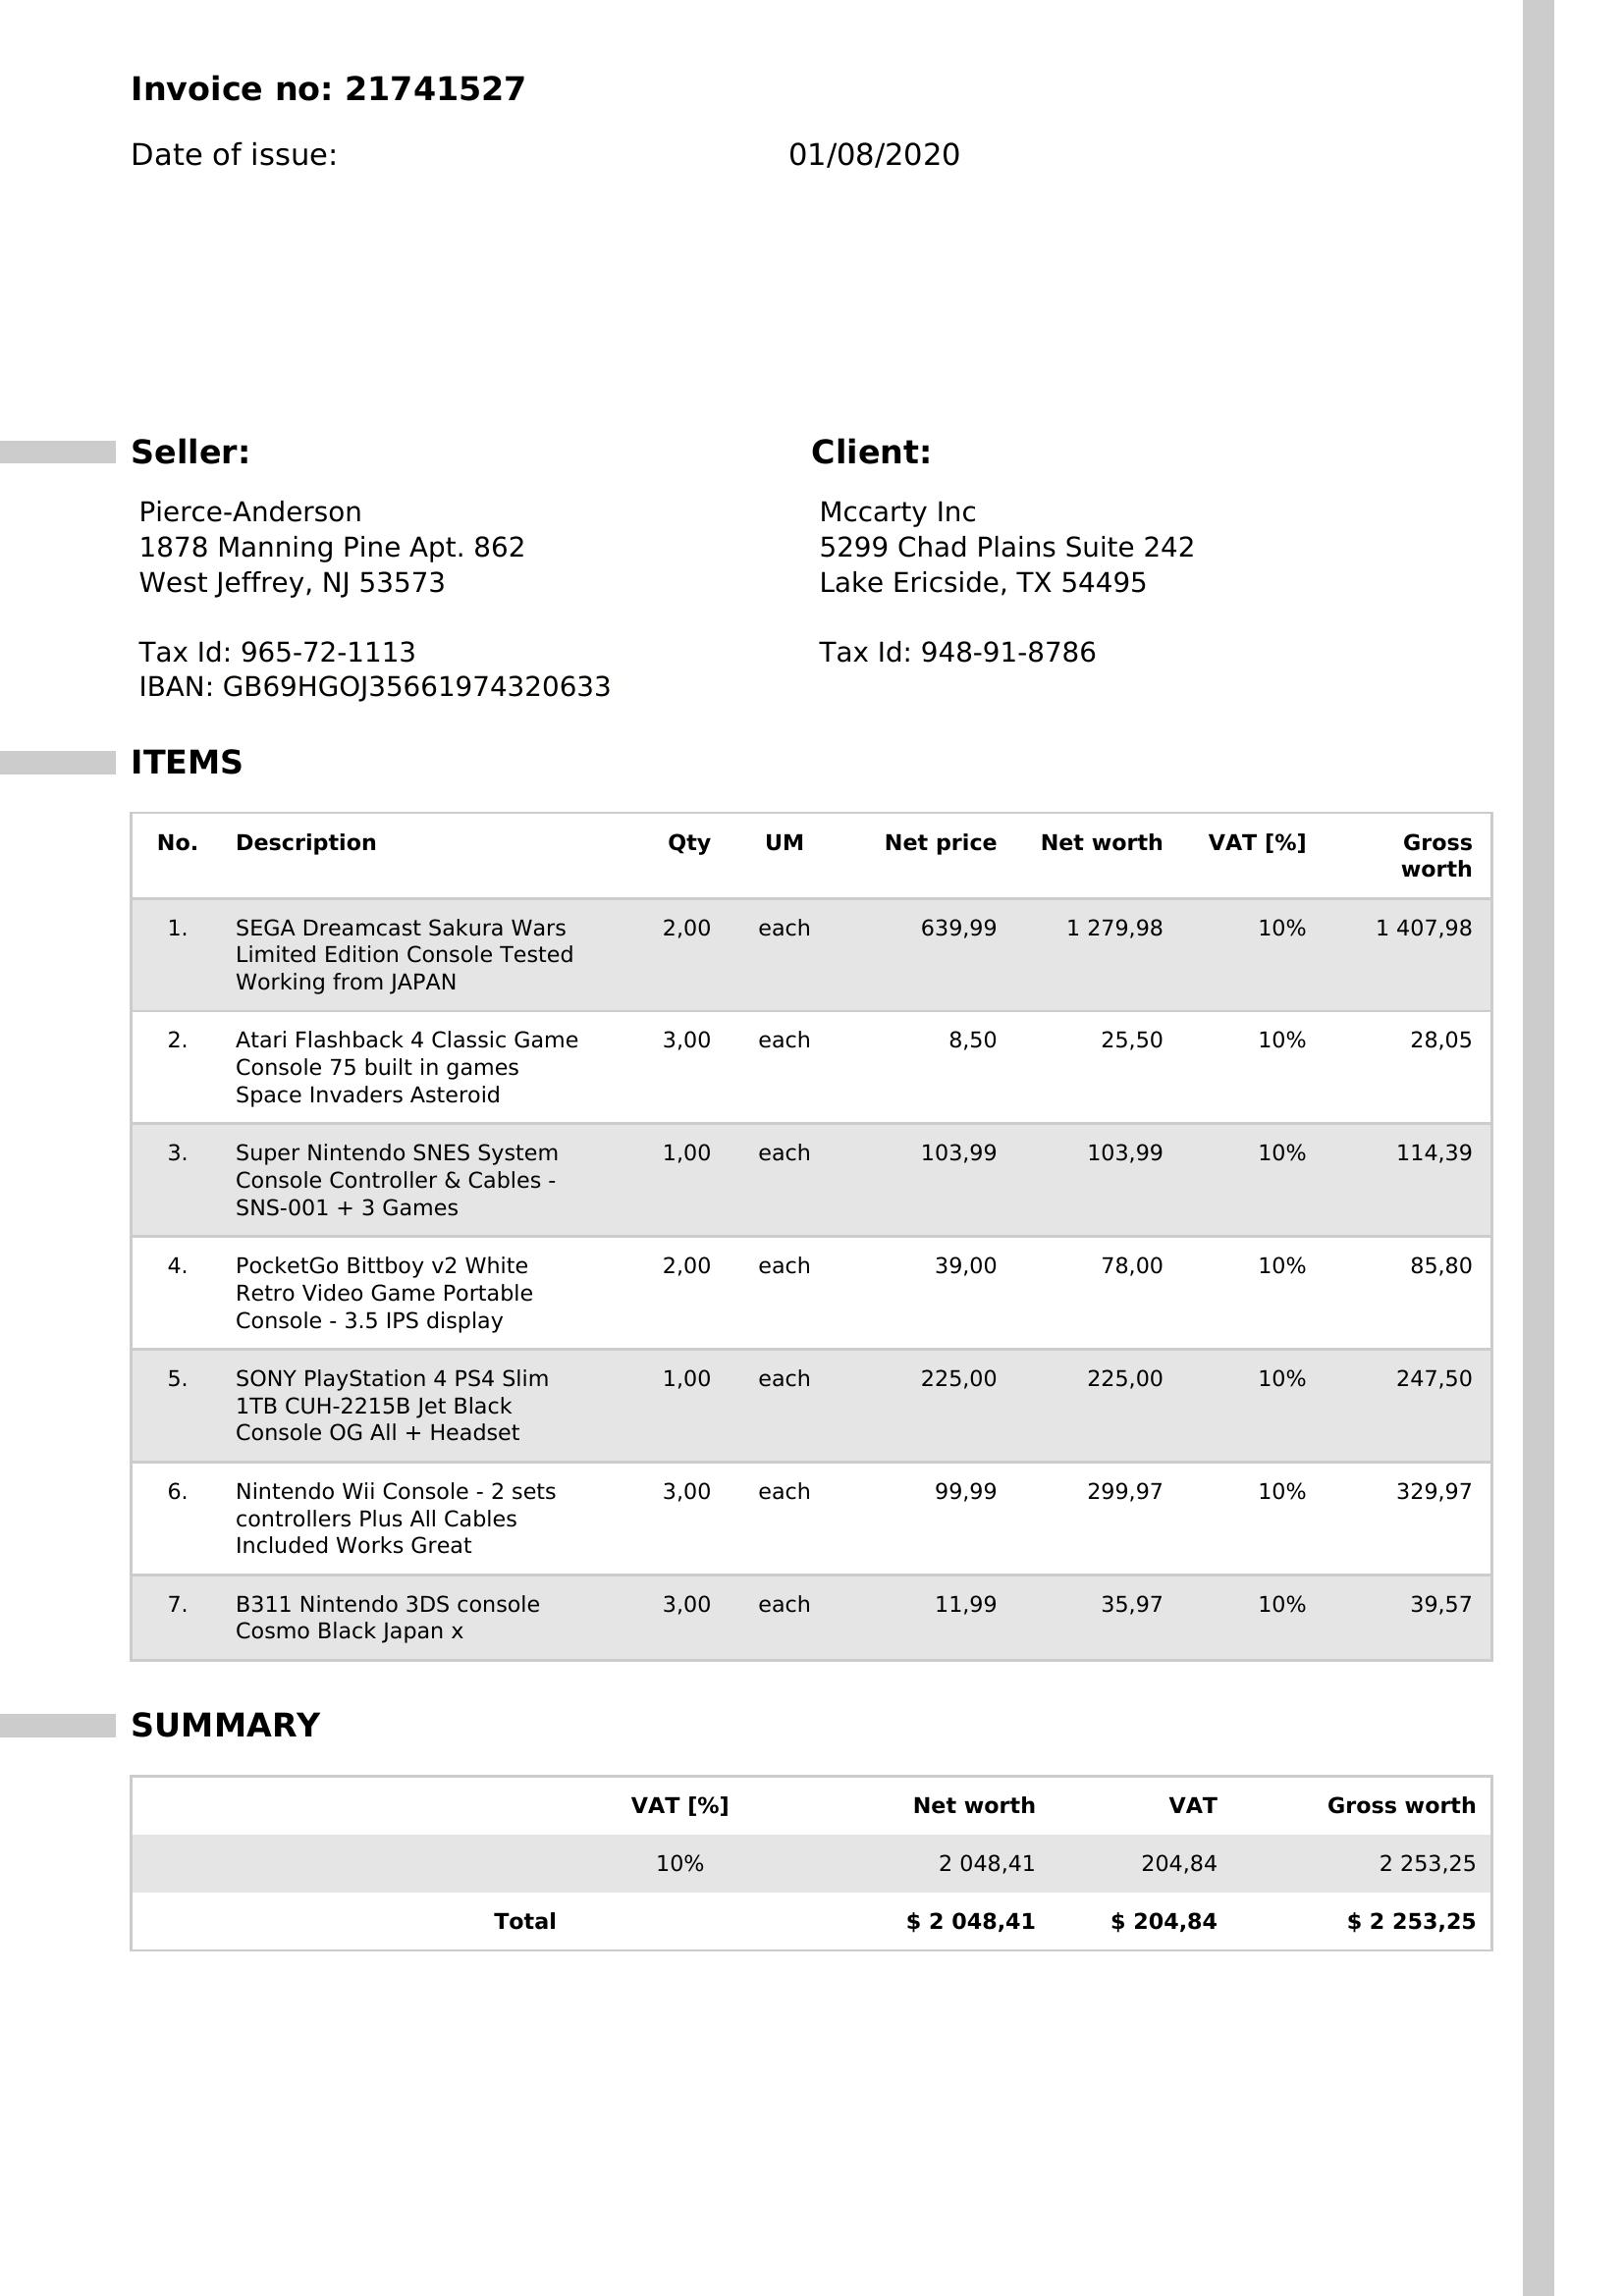 Invoice no: 21741527
Date of issue: 01/08/2020
Seller:
Pierce-Anderson
1878 Manning Pine Apt. 862
West Jeffrey, NJ 53573
Tax Id: 965-72-1113
IBAN: GB69HGOJ35661974320633
Client:
Mccarty Inc
5299 Chad Plains Suite 242
Lake Ericside, TX 54495
Tax Id: 948-91-8786
ITEMS
No. Description Qty UM Net price Net worth VAT [%] Gross
worth
1. SEGA Dreamcast Sakura Wars 2,00 each 639,99 1 279,98 10% 1 407,98
Limited Edition Console Tested
Working from JAPAN
2. Atari Flashback 4 Classic Game 3,00 each 8,50 25,50 10% 28,05
Console 75 built in games
Space Invaders Asteroid
3. Super Nintendo SNES System 1,00 each 103,99 103,99 10% 114,39
Console Controller & Cables -
SNS-001 + 3 Games
4. PocketGo Bittboy v2 White 2,00 each 39,00 78,00 10% 85,80
Retro Video Game Portable
Console - 3.5 IPS display
5. SONY PlayStation 4 PS4 Slim 1,00 each 225,00 225,00 10% 247,50
1TB CUH-2215B Jet Black
Console OG All + Headset
6. Nintendo Wii Console - 2 sets 3,00 each 99,99 299,97 10% 329,97
controllers Plus All Cables
Included Works Great
7. B311 Nintendo 3DS console 3,00 each 11,99 35,97 10% 39,57
Cosmo Black Japan x
SUMMARY
VAT [%] Net worth VAT Gross worth
10% 2 048,41 204,84 2 253,25
Total $ 2 048,41 $ 204,84 $ 2 253,25